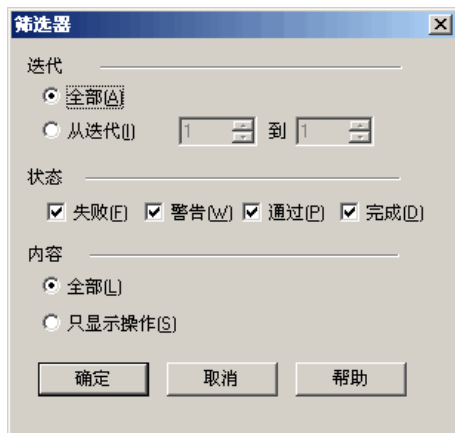 筛选器
迭代
全部(A)
从迭代(I) 1 到 1
状态
失败(F) 警告(W) 通过(P) 完成(D)
内容
全部(L)
只显示操作(S)
确定 取消 帮助